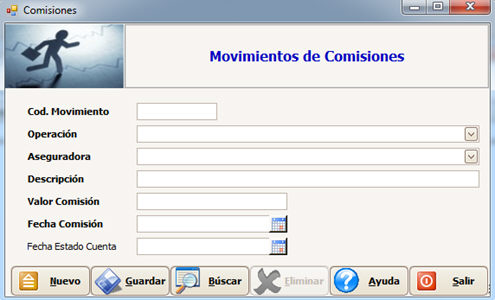 Comisiones
Movimientos de Comisiones
Cod. Movimiento
Operación
Aseguradora
Descripción
Valor Comisión
Fecha Comisión
Fecha Estado Cuenta
Nuevo Guardar Búscar Eliminar Ayuda Salir